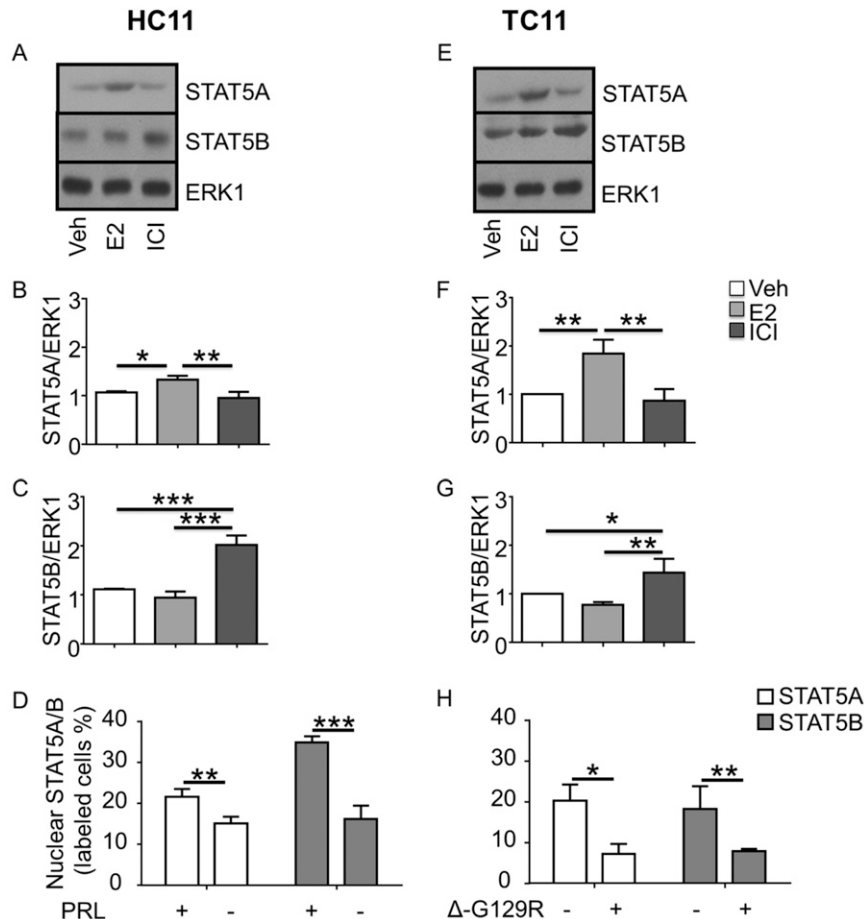 HC11
TC11
A
STAT5A
STAT5B
ERK1
Veh
E2
ICI
E
STAT5A
STAT5B
ERK1
Veh
E2
ICI
B
STAT5A/ERK1
3
2
1
0
*
**
F
STAT5A/ERK1
3
2
1
0
**
**
Veh
E2
ICI
C
STAT5B/ERK1
3
2
1
0
***
***
G
STAT5B/ERK1
3
2
1
0
*
**
D
Nuclear STAT5A/B
(labeled cells %)
40
30
20
10
0
**
***
PRL
+
-
+
-
H
40
20
10
0
*
**
STAT5A
STAT5B
Δ-G129R
-
+
-
+